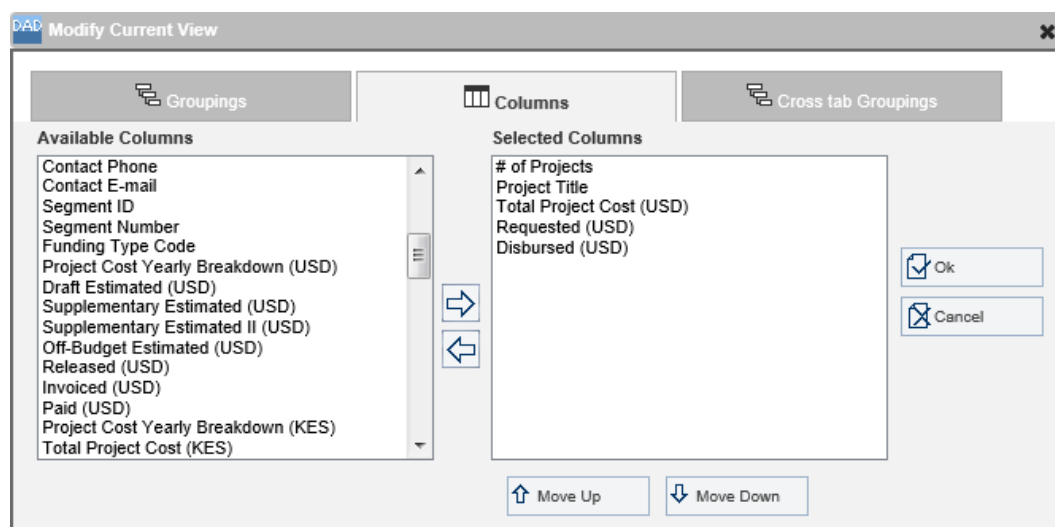 DAD Modify Current View
Groupings
Columns
Cross tab Groupings
Available Columns
Contact Phone
Contact E-mail
Segment ID
Segment Number
Funding Type Code
Project Cost Yearly Breakdown (USD)
Draft Estimated (USD)
Supplementary Estimated (USD)
Supplementary Estimated II (USD)
Off-Budget Estimated (USD)
Released (USD)
Invoiced (USD)
Paid (USD)
Project Cost Yearly Breakdown (KES)
Total Project Cost (KES)
Selected Columns
# of Projects
Project Title
Total Project Cost (USD)
Requested (USD)
Disbursed (USD)
Ok
Cancel
Move Up
Move Down